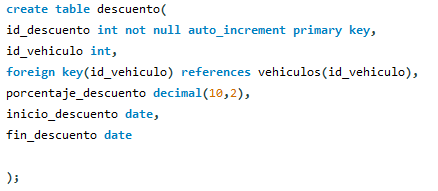 create table descuento(
id_descuento int not null auto_increment primary key,
id_vehiculo int,
foreign key(id_vehiculo) references vehiculos(id_vehiculo),
porcentaje_descuento decimal(10,2),
inicio_descuento date,
fin_descuento date
);